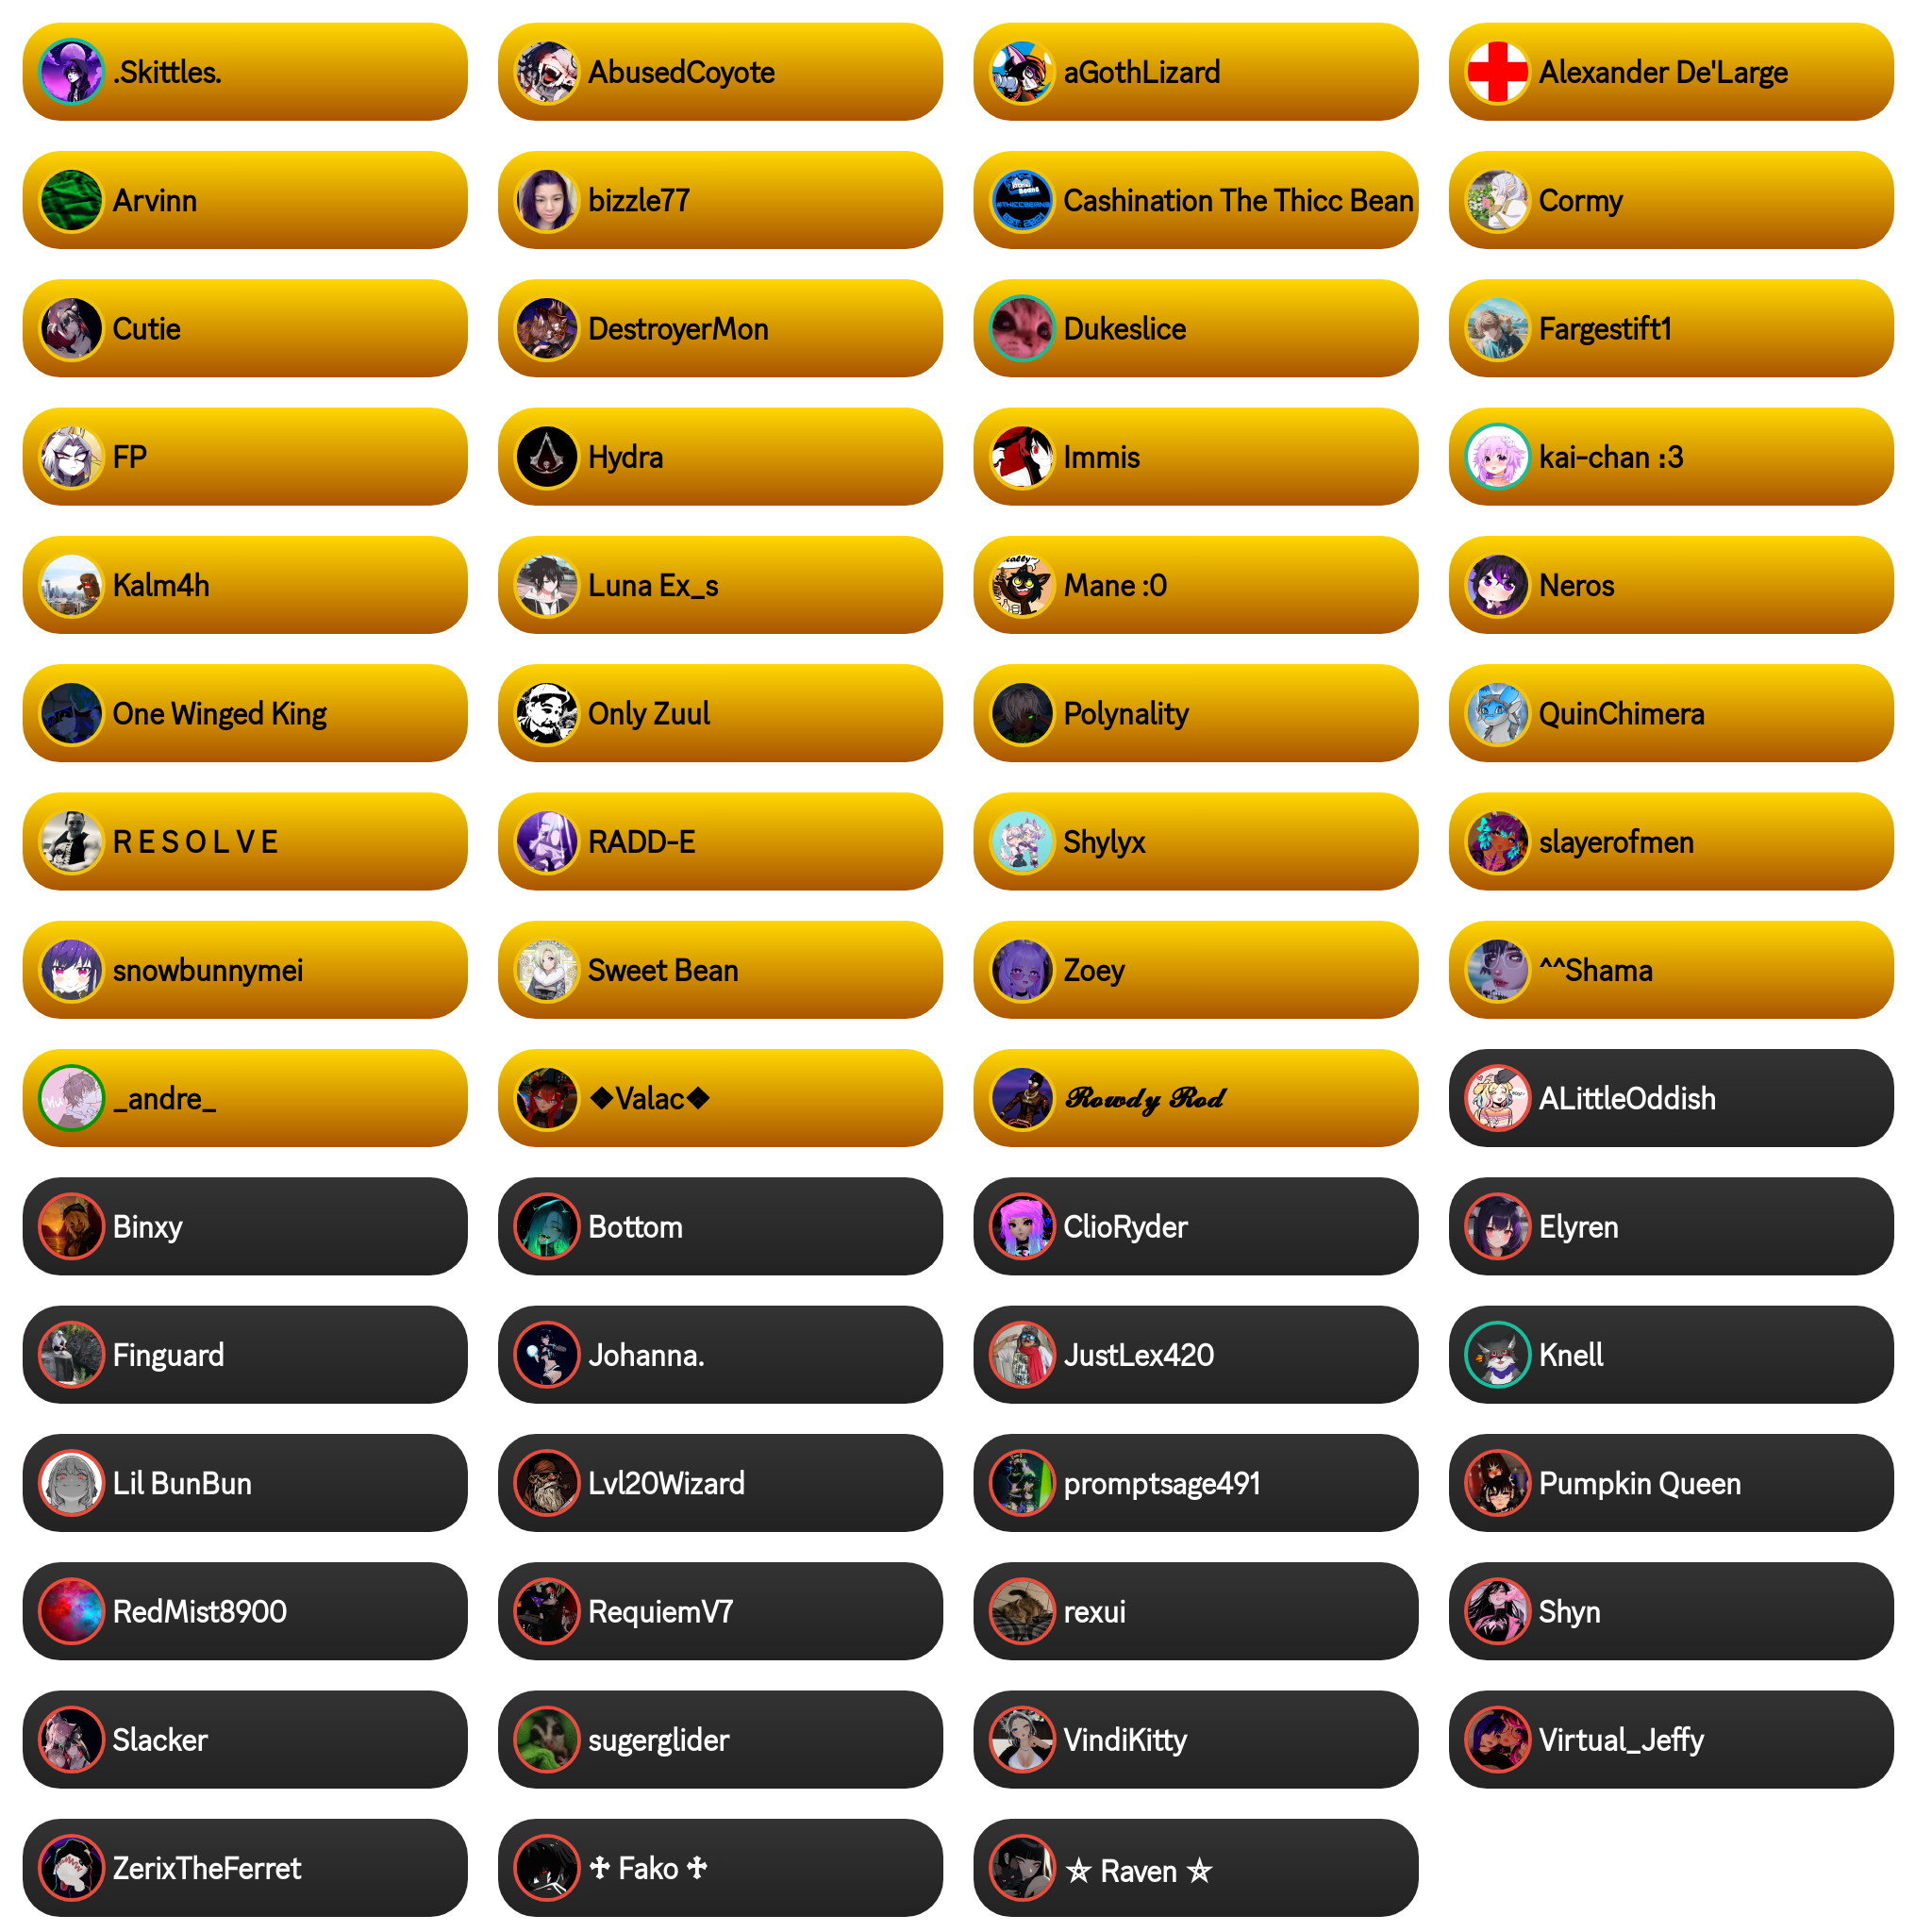 .Skittles.
AbusedCoyote
aGothLizard
Alexander De'Large
Arvinn
bizzle77
Cashination The Thicc Bean
Cormy
Cutie
DestroyerMon
Dukeslice
Fargestift1
FP
Hydra
Immis
kai-chan :3
Kalm4h
Luna Ex_s
Mane :0
Neros
One Winged King
Only Zuul
Polynality
QuinChimera
R E S O L V E
RADD-E
Shylyx
slayerofmen
snowbunnymei
Sweet Bean
Zoey
^^Shama
_andre_
❖Valac❖
𝓡𝓸𝔀𝓭𝔂 𝓡𝓸𝓭
ALittleOddish
Binxy
Bottom
ClioRyder
Elyren
Finguard
Johanna.
JustLex420
Knell
Lil BunBun
Lvl20Wizard
promptsage491
Pumpkin Queen
RedMist8900
RequiemV7
rexui
Shyn
Slacker
sugerglider
VindiKitty
Virtual_Jeffy
ZerixTheFerret
♱ Fako ♱
⛤ Raven ⛤